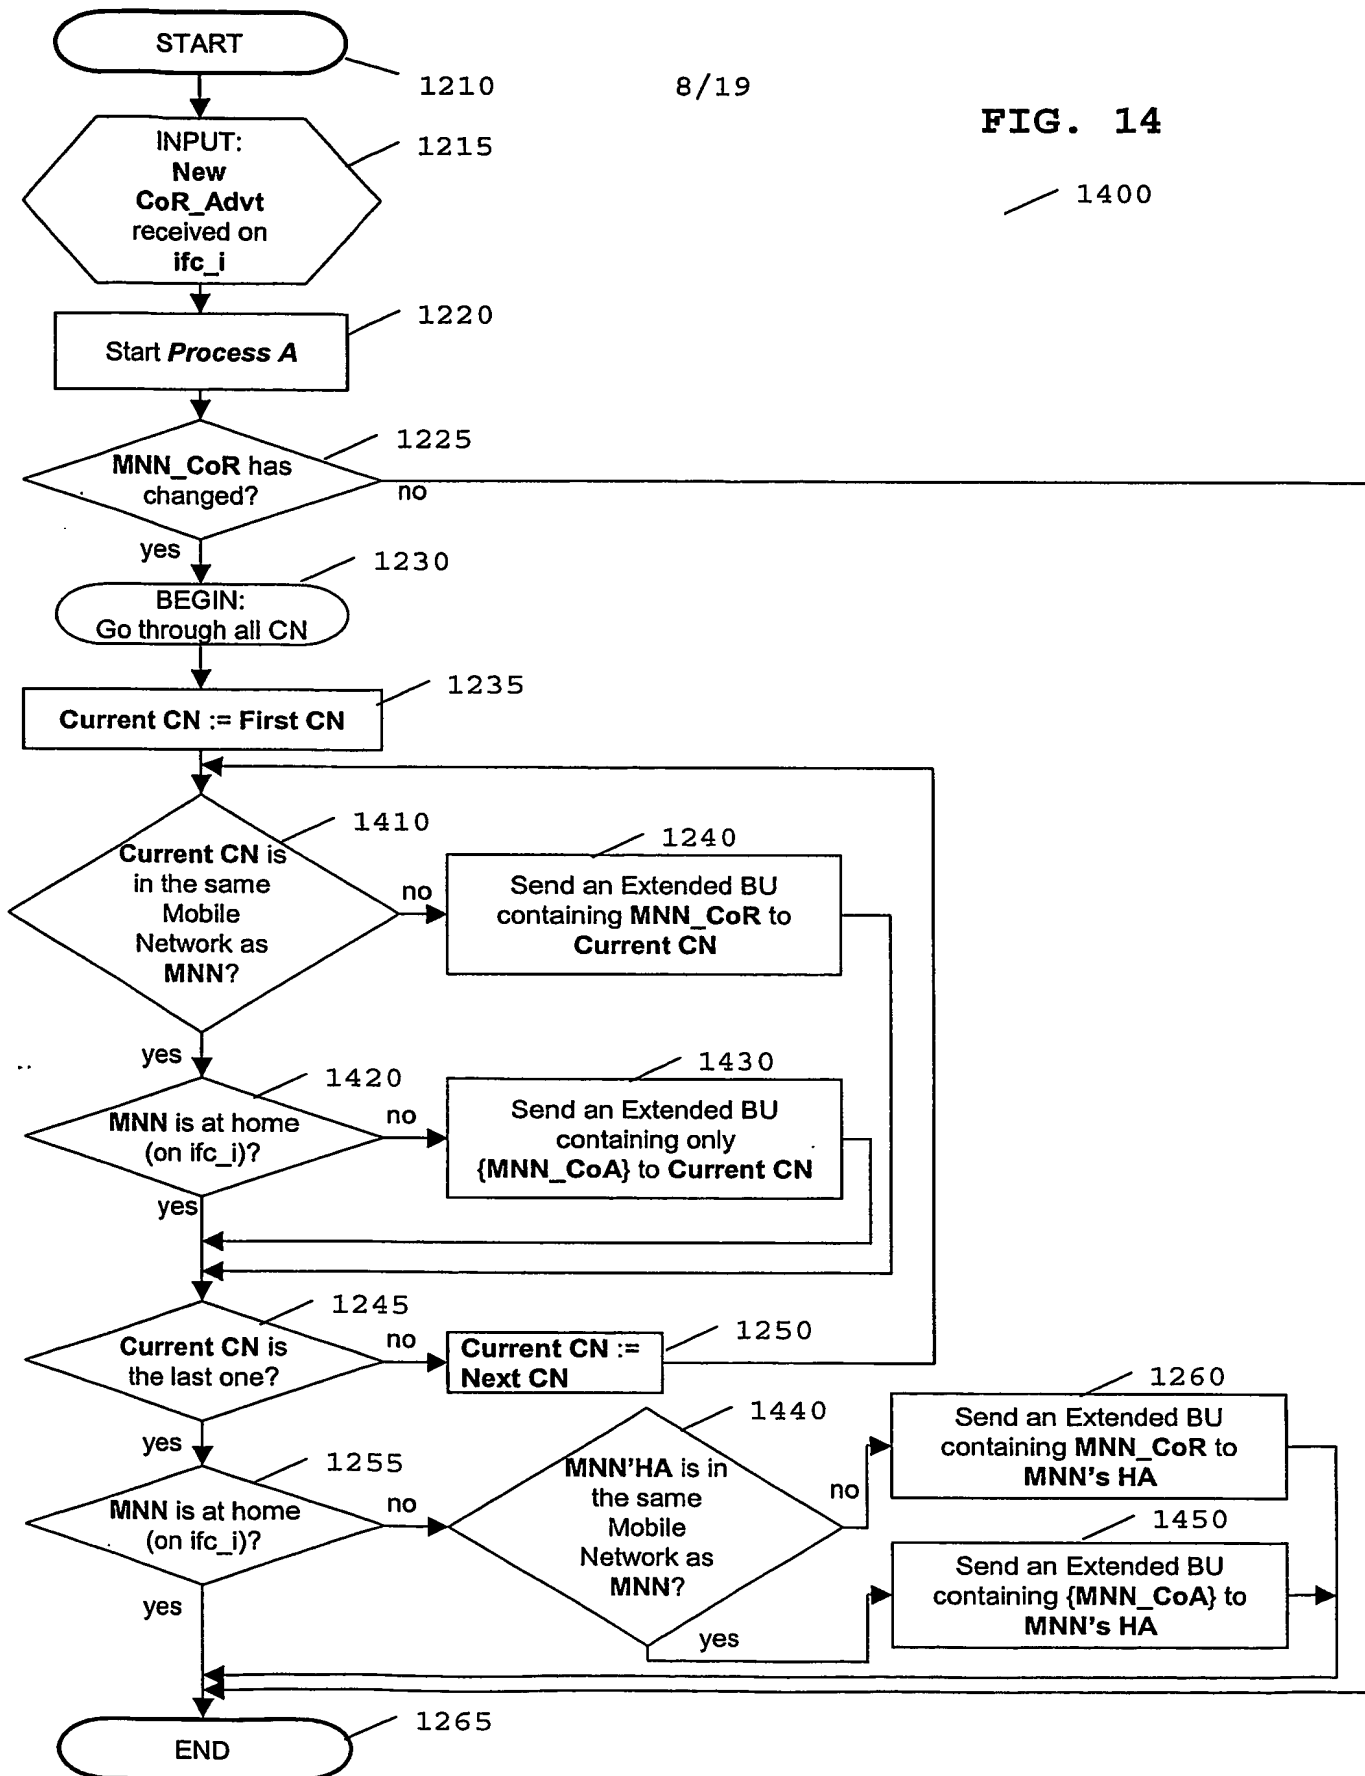 START
1210
8/19
FIG. 14
INPUT:
New
CoR_Advt
received on
ifc_i
1215
1400
Start Process A
1220
MNN_CoR has
changed?
1225
no
yes
BEGIN:
Go through all CN
1230
Current CN := First CN
1235
Current CN is
in the same
Mobile
Network as
MNN?
1410
no
Send an Extended BU
containing MNN_CoR to
Current CN
1240
yes
MNN is at home
(on ifc_i)?
1420
no
Send an Extended BU
containing only
{MNN_CoA} to Current CN
1430
yes
Current CN is
the last one?
1245
no
Current CN :=
Next CN
1250
yes
MNN is at home
(on ifc_i)?
1255
no
MNN'HA is in
the same
Mobile
Network as
MNN?
1440
no
Send an Extended BU
containing MNN_CoR to
MNN's HA
1260
yes
Send an Extended BU
containing {MNN_CoA} to
MNN's HA
1450
yes
END
1265